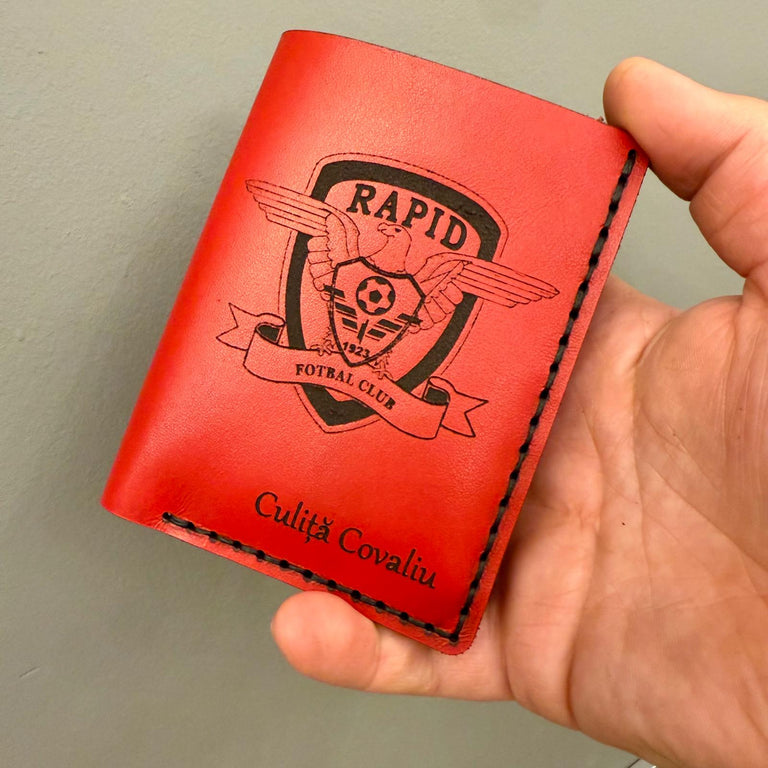 RAPID
1923
FOTBAL CLUB
Culiță Covaliu